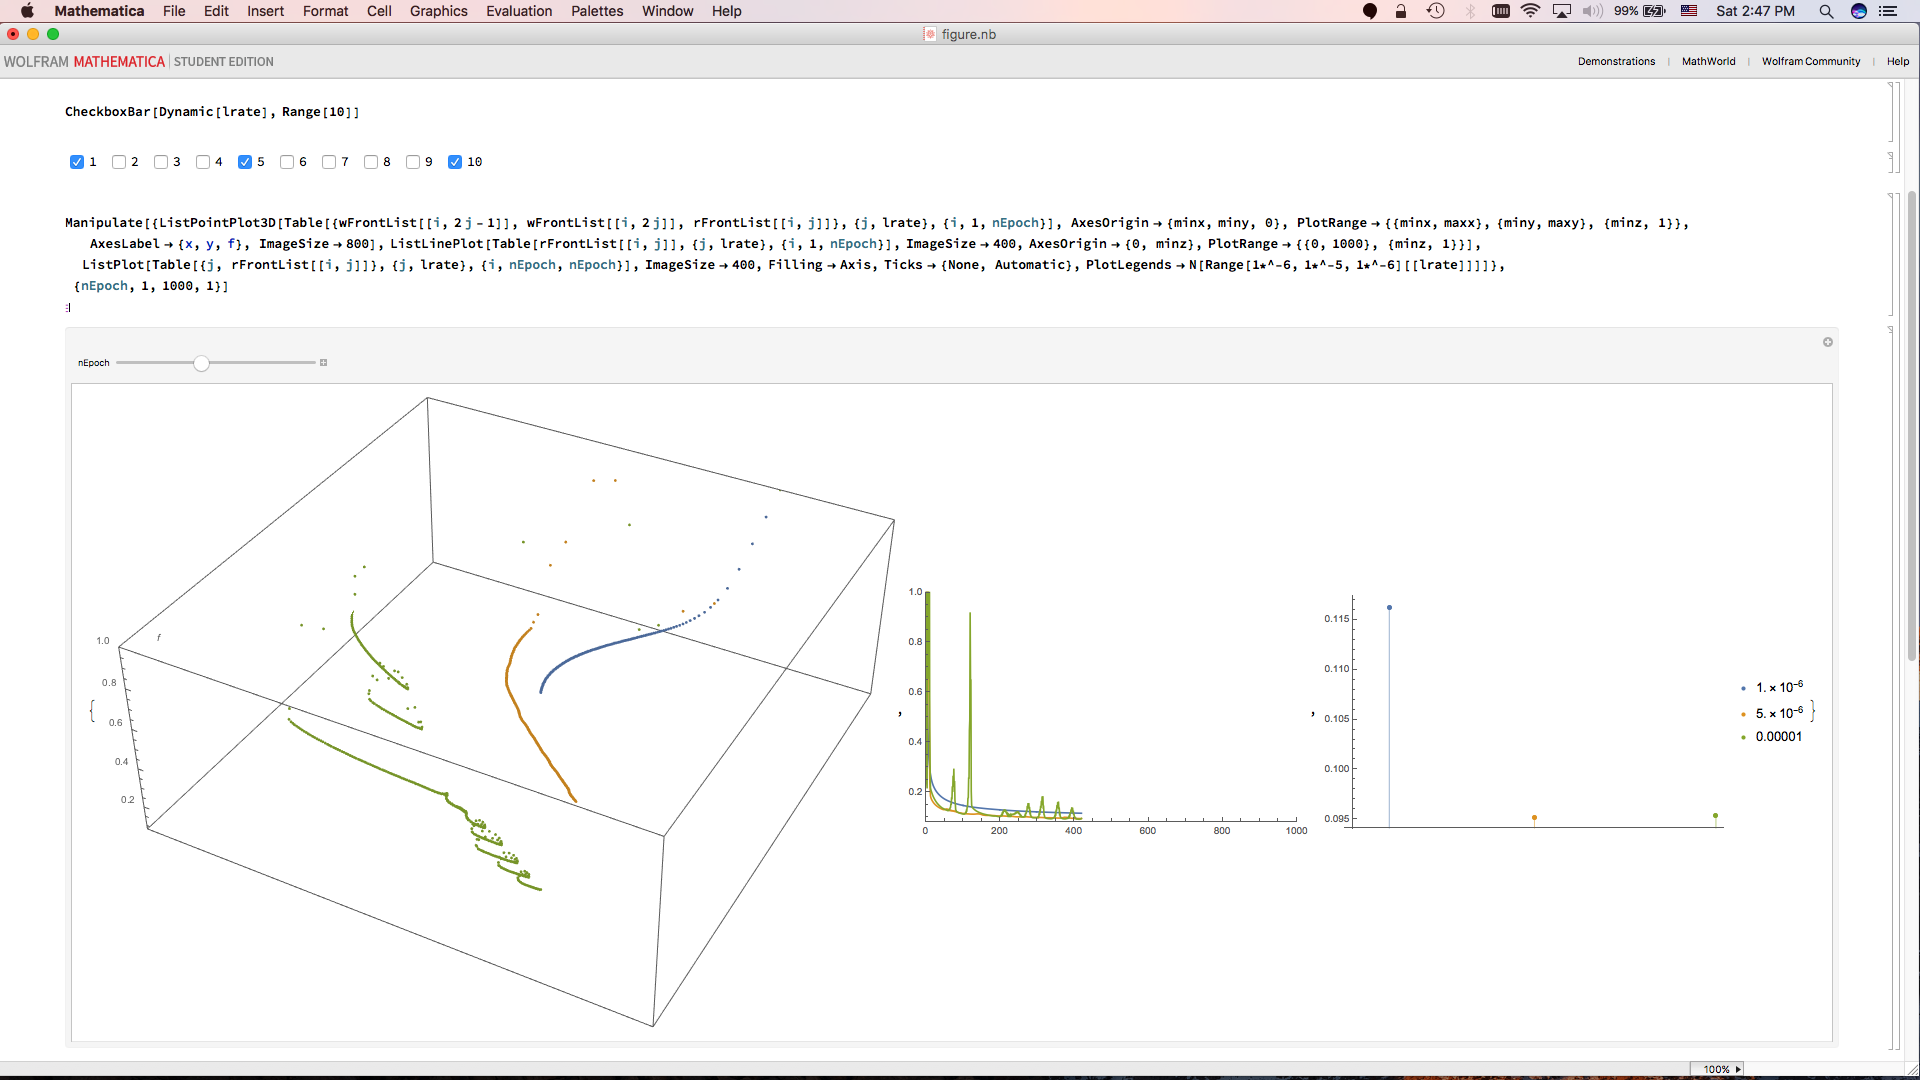 Mathematica File Edit Insert Format Cell Graphics Evaluation Palettes Window Help 99% Sat 2:47 PM
figure.nb
WOLFRAM MATHEMATICA STUDENT EDITION Demonstrations MathWorld Wolfram Community Help
CheckboxBar[Dynamic[lrate], Range[10]]
1 2 3 4 5 6 7 8 9 10
Manipulate[{ListPointPlot3D[Table[{wFrontList[[i, 2 j - 1]], wFrontList[[i, 2 j]], rFrontList[[i, j]]}, {j, lrate}, {i, 1, nEpoch}], AxesOrigin → {minx, miny, 0}, PlotRange → {{minx, maxx}, {miny, maxy}, {minz, 1}},
AxesLabel → {x, y, f}, ImageSize → 800], ListLinePlot[Table[rFrontList[[i, j]], {j, lrate}, {i, 1, nEpoch}], ImageSize → 400, AxesOrigin → {0, minz}, PlotRange → {{0, 1000}, {minz, 1}}],
ListPlot[Table[{j, rFrontList[[i, j]]}, {j, lrate}, {i, nEpoch, nEpoch}], ImageSize → 400, Filling → Axis, Ticks → {None, Automatic}, PlotLegends → N[Range[1*^-6, 1*^-5, 1*^-6][[lrate]]]]},
{nEpoch, 1, 1000, 1}]
nEpoch
{
1.0 f
0.8
0.6
0.4
0.2
,
1.0
0.8
0.6
0.4
0.2
0 200 400 600 800 1000
,
0.115
0.110
0.105
0.100
0.095
1. × 10⁻⁶
5. × 10⁻⁶ }
0.00001
100%